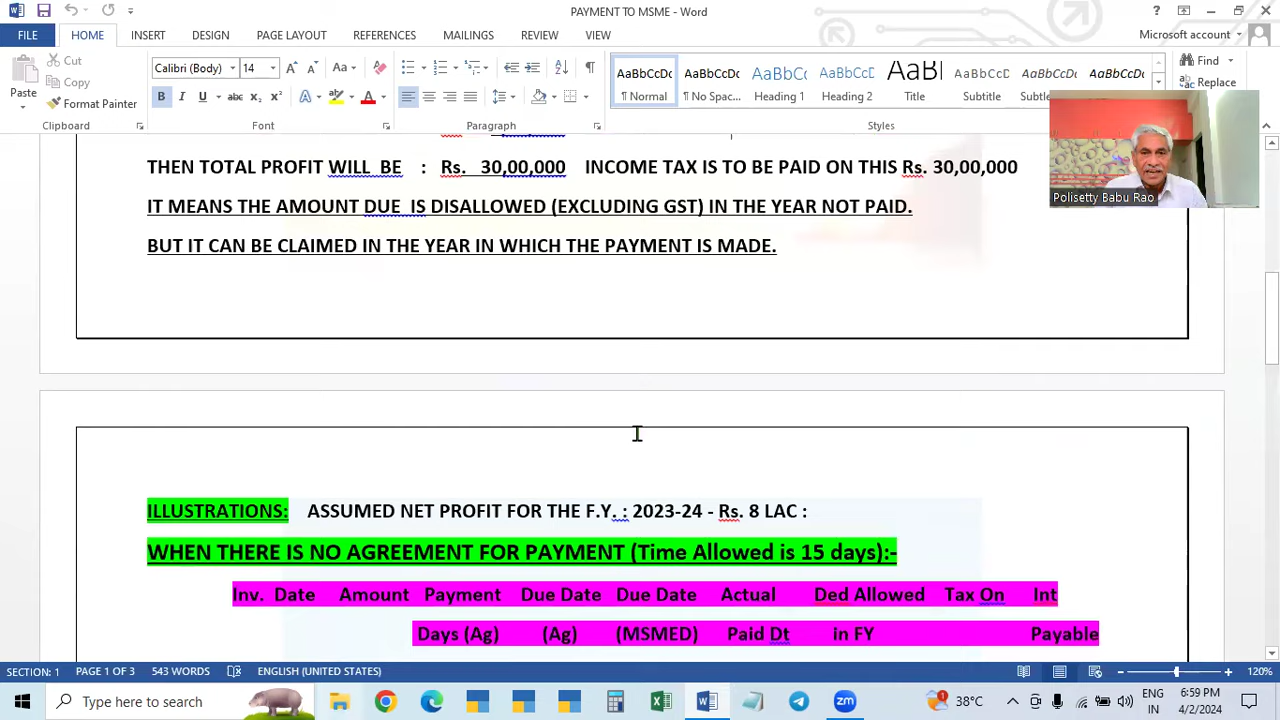 PAYMENT TO MSME - Word
FILE HOME INSERT DESIGN PAGE LAYOUT REFERENCES MAILINGS REVIEW VIEW Microsoft account
Cut
Copy
Format Painter
Paste
Calibri (Body) 14
AaBbCcDc AaBbCcDc AaBbCc AaBbCcD AaBl AaBbCcD AaBbCcDc AaBbCcDc
¶ Normal ¶ No Spac... Heading 1 Heading 2 Title Subtitle Subtle Em...
Find
Replace
Clipboard Font Paragraph Styles
Polisetty Babu Rao
THEN TOTAL PROFIT WILL BE : Rs. 30,00,000 INCOME TAX IS TO BE PAID ON THIS Rs. 30,00,000
IT MEANS THE AMOUNT DUE IS DISALLOWED (EXCLUDING GST) IN THE YEAR NOT PAID.
BUT IT CAN BE CLAIMED IN THE YEAR IN WHICH THE PAYMENT IS MADE.
ILLUSTRATIONS: ASSUMED NET PROFIT FOR THE F.Y. : 2023-24 - Rs. 8 LAC :
WHEN THERE IS NO AGREEMENT FOR PAYMENT (Time Allowed is 15 days):-
Inv. Date Amount Payment Due Date Due Date Actual Ded Allowed Tax On Int
Days (Ag) (Ag) (MSMED) Paid Dt in FY Payable
SECTION: 1 PAGE 1 OF 3 543 WORDS ENGLISH (UNITED STATES) 120%
Type here to search
38°C
ENG
IN
6:59 PM
4/2/2024